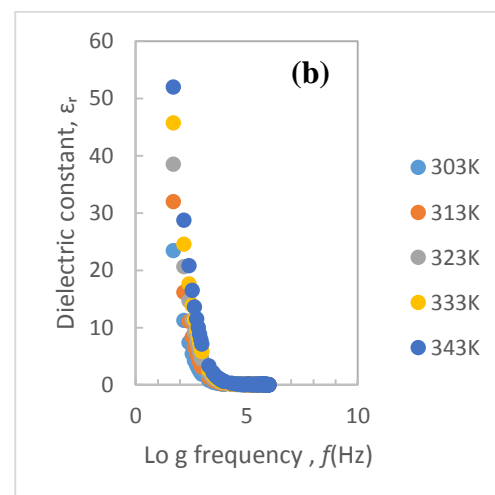 (b)
Dielectric constant, εᵣ
60
50
40
30
20
10
0
0
5
10
Lo g frequency , f(Hz)
303K
313K
323K
333K
343K